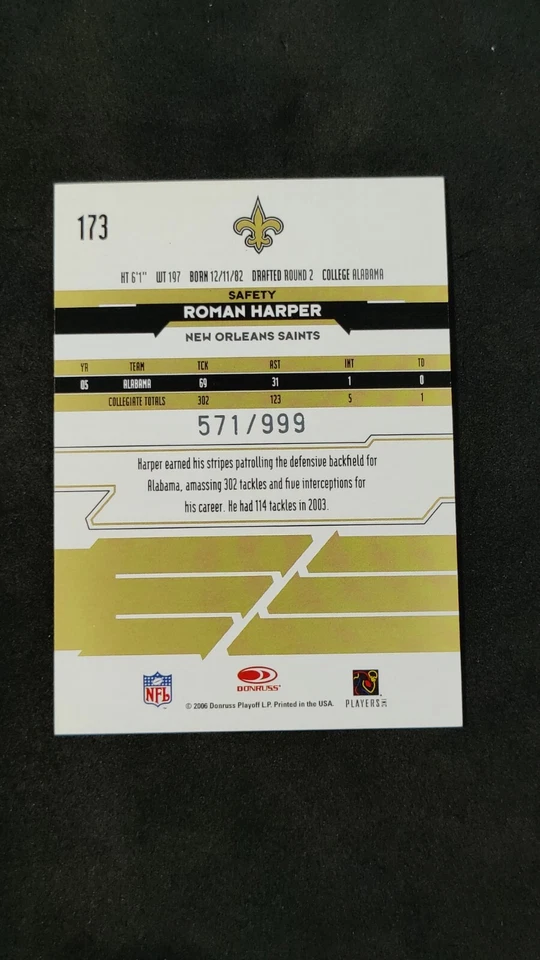 173
HT 6'1" WT 197 BORN 12/11/82 DRAFTED ROUND 2 COLLEGE ALABAMA
SAFETY
ROMAN HARPER
NEW ORLEANS SAINTS
YR TEAM TCK AST INT TD
05 ALABAMA 69 31 1 0
COLLEGIATE TOTALS 302 123 5 1
571/999
Harper earned his stripes patrolling the defensive backfield for
Alabama, amassing 302 tackles and five interceptions for
his career. He had 114 tackles in 2003.
NFL
DONRUSS
© 2006 Donruss Playoff L.P. Printed in the USA.
PLAYERS INC